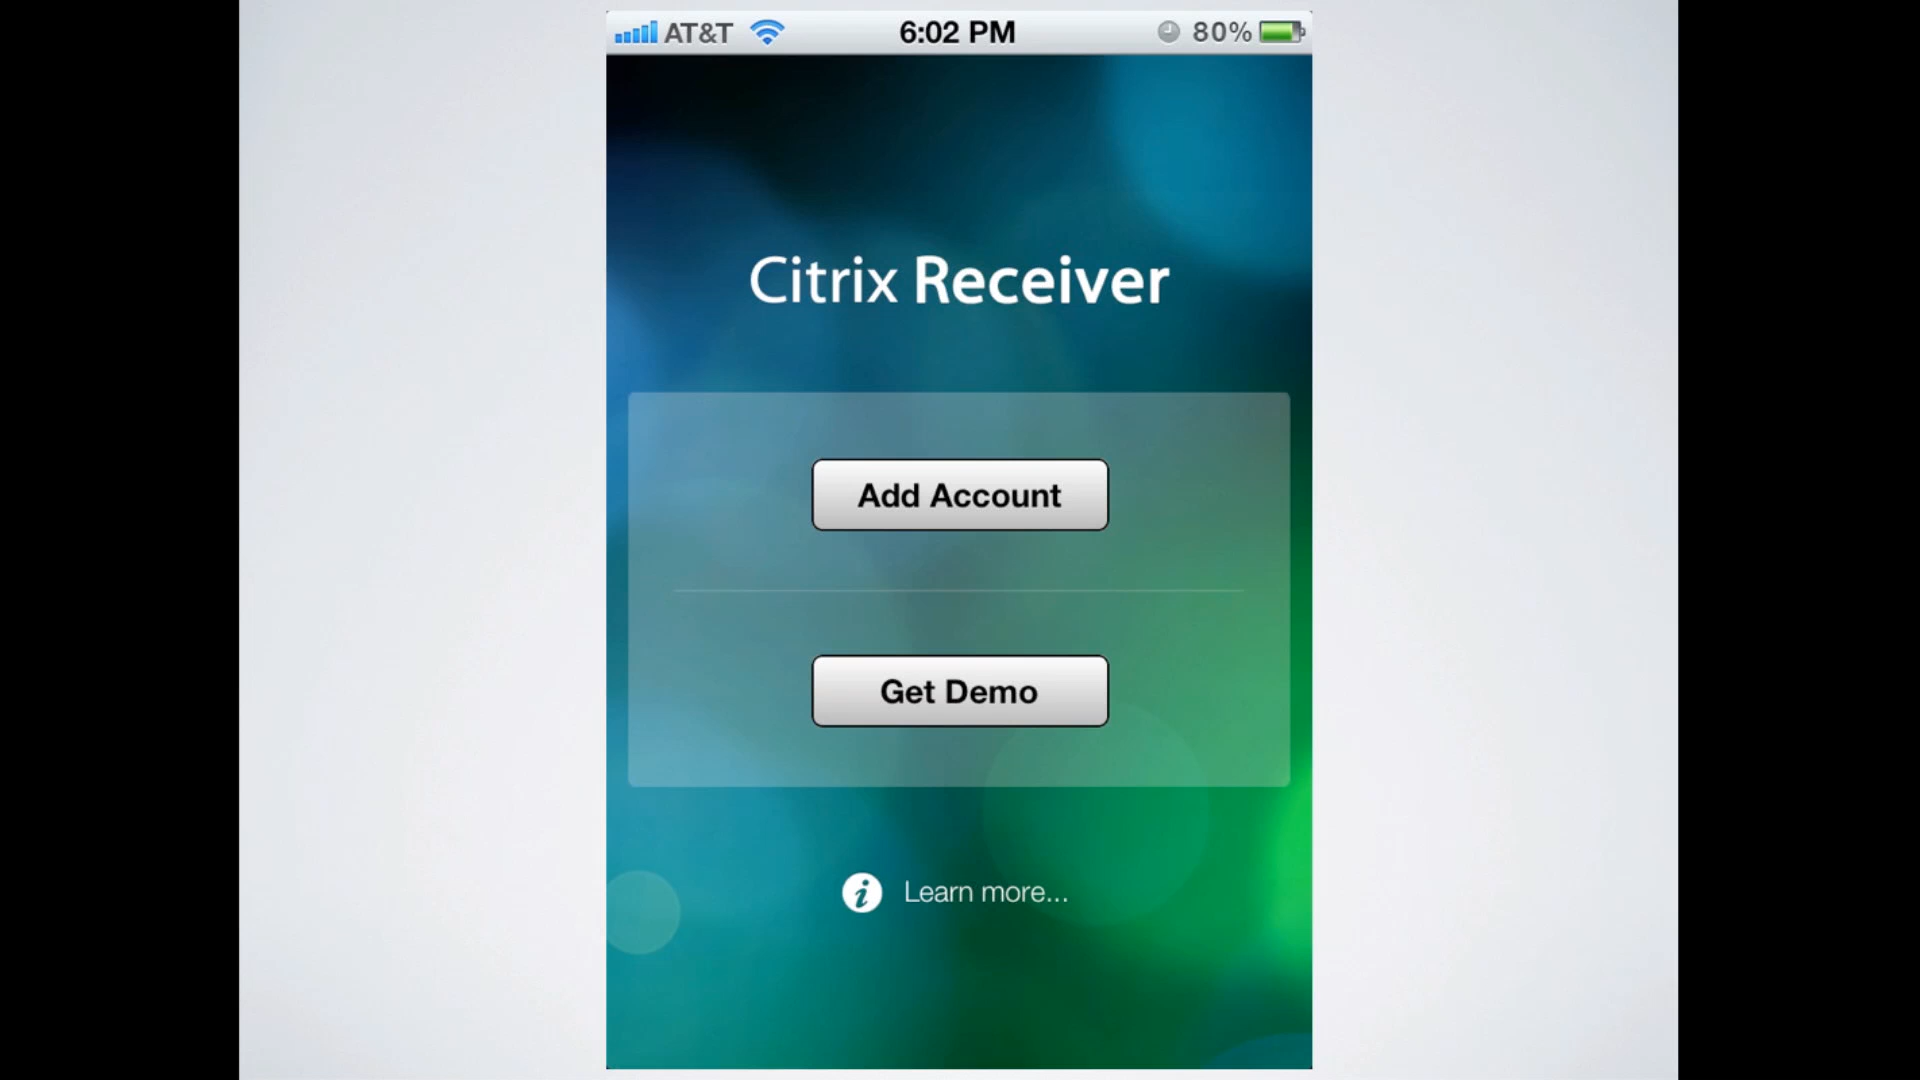 AT&T 6:02 PM 80%
Citrix Receiver
Add Account
Get Demo
i Learn more...